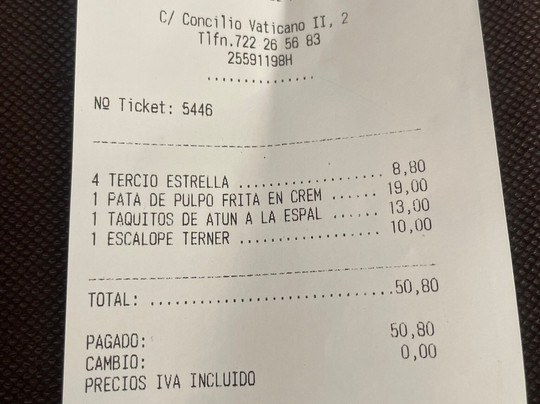 C/ Concilio Vaticano II, 2
Tlfn.722 26 56 83
25591198H
...............
Nº Ticket: 5446
4 TERCIO ESTRELLA .................. 8,80
1 PATA DE PULPO FRITA EN CREM ...... 19,00
1 TAQUITOS DE ATUN A LA ESPAL ...... 13,00
1 ESCALOPE TERNER .................. 10,00
TOTAL: ..............................50,80
PAGADO: 50,80
CAMBIO: 0,00
PRECIOS IVA INCLUIDO